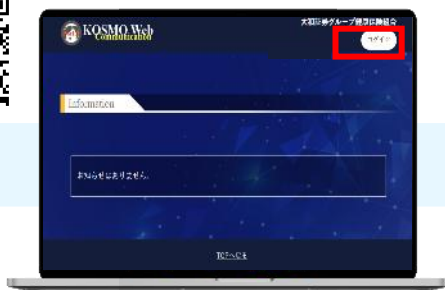 KOSMO Web
Communicated
大和証券グループ健康保険組合
ログイン
Information
お知らせはありません。
TOPへ戻る